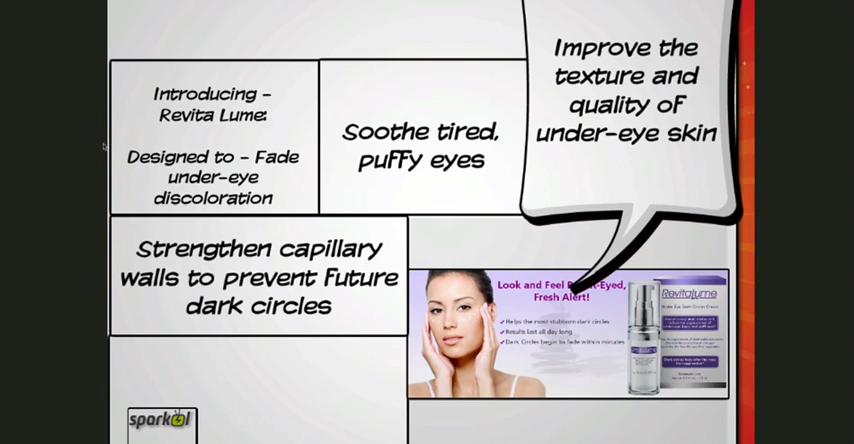 Introducing -
Revita Lume:
Designed to - Fade
under-eye
discoloration
Soothe tired,
puffy eyes
Improve the
texture and
quality of
under-eye skin
Strengthen capillary
walls to prevent future
dark circles
Look and Feel -Eyed,
Fresh Alert!
Helps the most stubborn dark circles
Results last all day long
Dark Circles begin to fade within minutes
Revitalume
sparkol